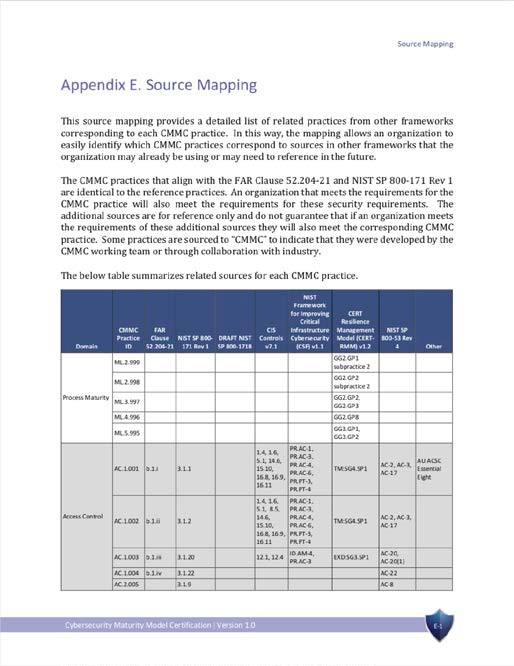 Source Mapping
Appendix E. Source Mapping
This source mapping provides a detailed list of related practices from other frameworks
corresponding to each CMMC practice. In this way, the mapping allows an organization to
easily identify which CMMC practices correspond to sources in other frameworks that the
organization may already be using or may need to reference in the future.
The CMMC practices that align with the FAR Clause 52.204-21 and NIST SP 800-171 Rev 1
are identical to the reference practices. An organization that meets the requirements for the
CMMC practice will also meet the requirements for these security requirements. The
additional sources are for reference only and do not guarantee that if an organization meets
the requirements of these additional sources they will also meet the corresponding CMMC
practice. Some practices are sourced to "CMMC" to indicate that they were developed by the
CMMC working team or through collaboration with industry.
The below table summarizes related sources for each CMMC practice.
Domain
CMMC
Practice
ID
FAR
Clause
52.204-21
NIST SP 800-
171 Rev 1
DRAFT NIST
SP 800-171B
CIS
Controls
v7.1
NIST
Framework
for Improving
Critical
Infrastructure
Cybersecurity
(CSF) v1.1
CERT
Resilience
Management
Model (CERT-
RMM) v1.2
NIST SP
800-53 Rev
4
Other
Process Maturity
ML.2.999
GG2.GP1
subpractice 2
ML.2.998
GG2.GP2
subpractice 2
ML.3.997
GG2.GP2,
GG2.GP3
ML.4.996
GG2.GP8
ML.5.995
GG3.GP1,
GG3.GP2
Access Control
AC.1.001
b.1.i
3.1.1
1.4, 1.6,
5.1, 14.6,
15.10,
16.8, 16.9,
16.11
PR.AC-1,
PR.AC-3,
PR.AC-4,
PR.AC-6,
PR.PT-3,
PR.PT-4
TM:SG4.SP1
AC-2, AC-3,
AC-17
AU ACSC
Essential
Eight
AC.1.002
b.1.ii
3.1.2
1.4, 1.6,
5.1, 8.5,
14.6,
15.10,
16.8, 16.9,
16.11
PR.AC-1,
PR.AC-3,
PR.AC-4,
PR.AC-6,
PR.PT-3,
PR.PT-4
TM:SG4.SP1
AC-2, AC-3,
AC-17
AC.1.003
b.1.iii
3.1.20
12.1, 12.4
ID.AM-4,
PR.AC-3
EXD:SG3.SP1
AC-20,
AC-20(1)
AC.1.004
b.1.iv
3.1.22
AC-22
AC.2.005
3.1.9
AC-8
Cybersecurity Maturity Model Certification | Version 1.0
E-1